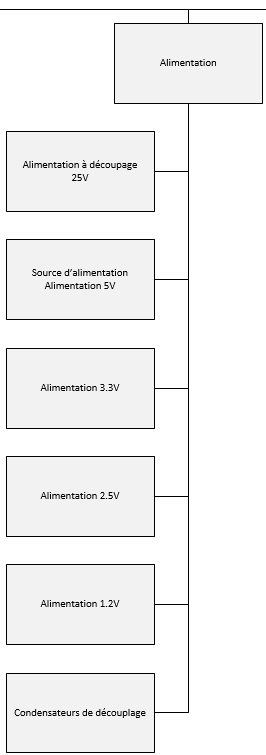 Alimentation
Alimentation à découpage
25V
Source d'alimentation
Alimentation 5V
Alimentation 3.3V
Alimentation 2.5V
Alimentation 1.2V
Condensateurs de découplage